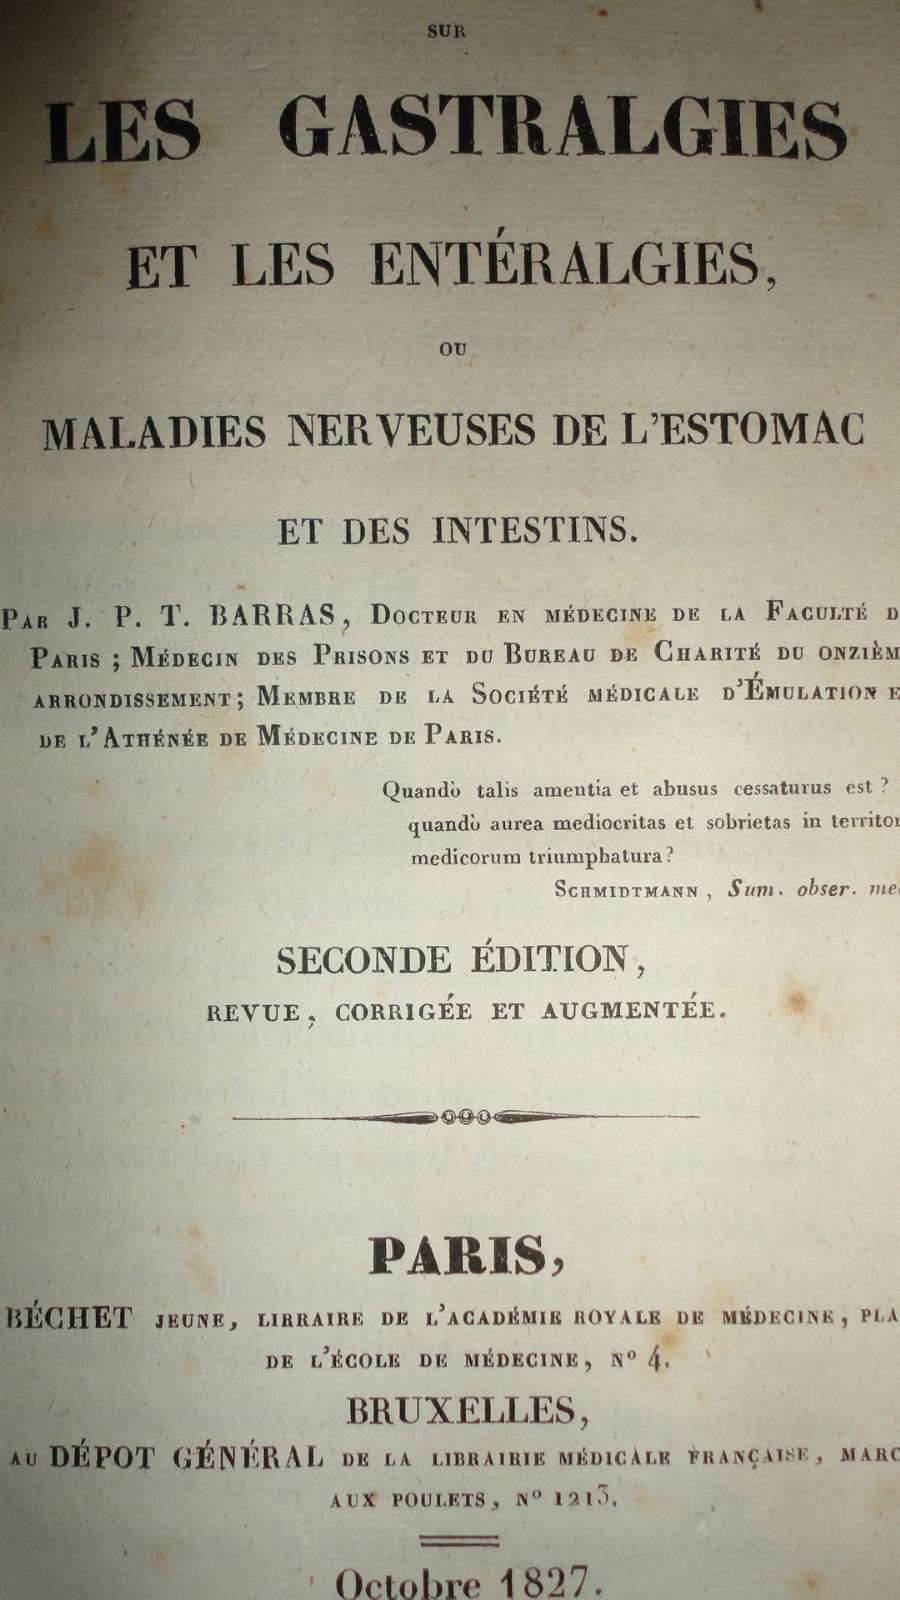 SUR
LES GASTRALGIES
ET LES ENTÉRALGIES,
OU
MALADIES NERVEUSES DE L'ESTOMAC
ET DES INTESTINS.
PAR J. P. T. BARRAS, DOCTEUR EN MÉDECINE DE LA FACULTÉ D
PARIS ; MÉDECIN DES PRISONS ET DU BUREAU DE CHARITÉ DU ONZIÈM
ARRONDISSEMENT; MEMBRE DE LA SOCIÉTÉ MÉDICALE D'ÉMULATION E
DE L'ATHÉNÉE DE MÉDECINE DE PARIS.
Quandò talis amentia et abusus cessaturus est ?
quandò aurea mediocritas et sobrietas in territor
medicorum triumphatura?
SCHMIDTMANN, Sum. obser. me
SECONDE ÉDITION,
REVUE, CORRIGÉE ET AUGMENTÉE.
PARIS,
BÉCHET JEUNE, LIBRAIRE DE L'ACADÉMIE ROYALE DE MÉDECINE, PLA
DE L'ÉCOLE DE MÉDECINE, Nº 4.
BRUXELLES,
AU DÉPOT GÉNÉRAL DE LA LIBRAIRIE MÉDICALE FRANÇAISE, MARC
AUX POULETS, Nº 1213.
Octobre 1827.